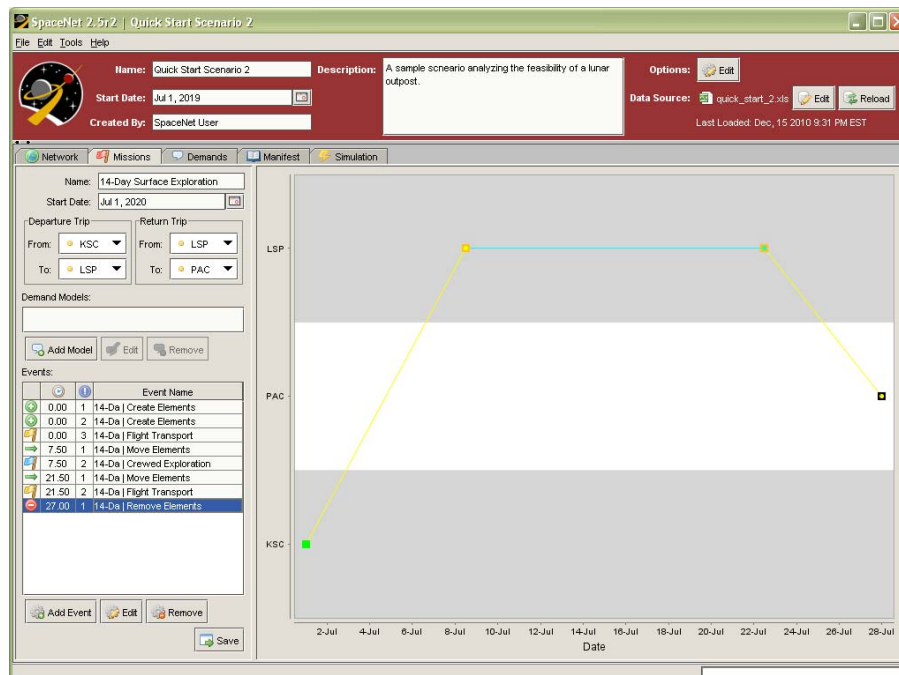 SpaceNet 2.5r2 | Quick Start Scenario 2
File Edit Tools Help
Name: Quick Start Scenario 2
Start Date: Jul 1, 2019
Created By: SpaceNet User
Description: A sample scneario analyzing the feasibility of a lunar
outpost.
Options: Edit
Data Source: quick_start_2.xls Edit Reload
Last Loaded: Dec, 15 2010 9:31 PM EST
Network Missions Demands Manifest Simulation
Name: 14-Day Surface Exploration
Start Date: Jul 1, 2020
Departure Trip Return Trip
From: KSC From: LSP
To: LSP To: PAC
Demand Models:
Add Model Edit Remove
Events:
Event Name
0.00 1 14-Da | Create Elements
0.00 2 14-Da | Create Elements
0.00 3 14-Da | Flight Transport
7.50 1 14-Da | Move Elements
7.50 2 14-Da | Crewed Exploration
21.50 1 14-Da | Move Elements
21.50 2 14-Da | Flight Transport
27.00 1 14-Da | Remove Elements
Add Event Edit Remove
Save
LSP
PAC
KSC
2-Jul 4-Jul 6-Jul 8-Jul 10-Jul 12-Jul 14-Jul 16-Jul 18-Jul 20-Jul 22-Jul 24-Jul 26-Jul 28-Jul
Date